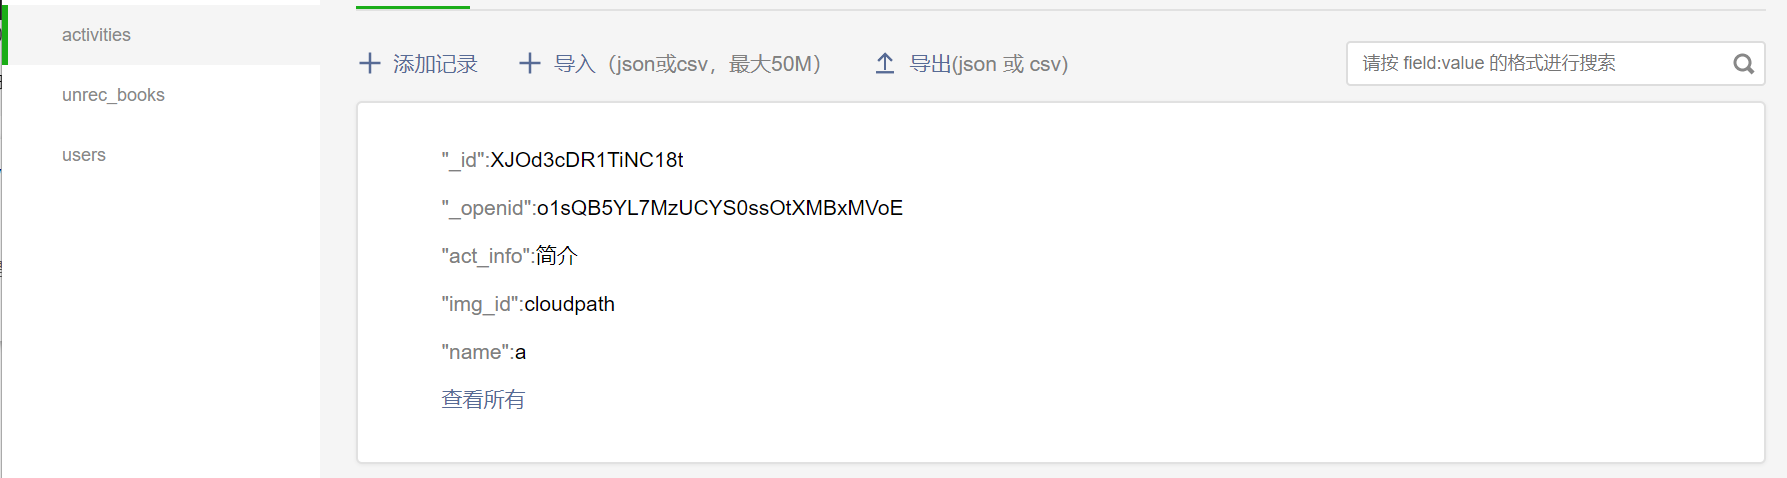 activities
unrec_books
users
添加记录
导入（json或csv，最大50M）
导出(json 或 csv)
请按 field:value 的格式进行搜索
"_id":XJOd3cDR1TiNC18t
"_openid":o1sQB5YL7MzUCYS0ssOtXMBxMVoE
"act_info":简介
"img_id":cloudpath
"name":a
查看所有